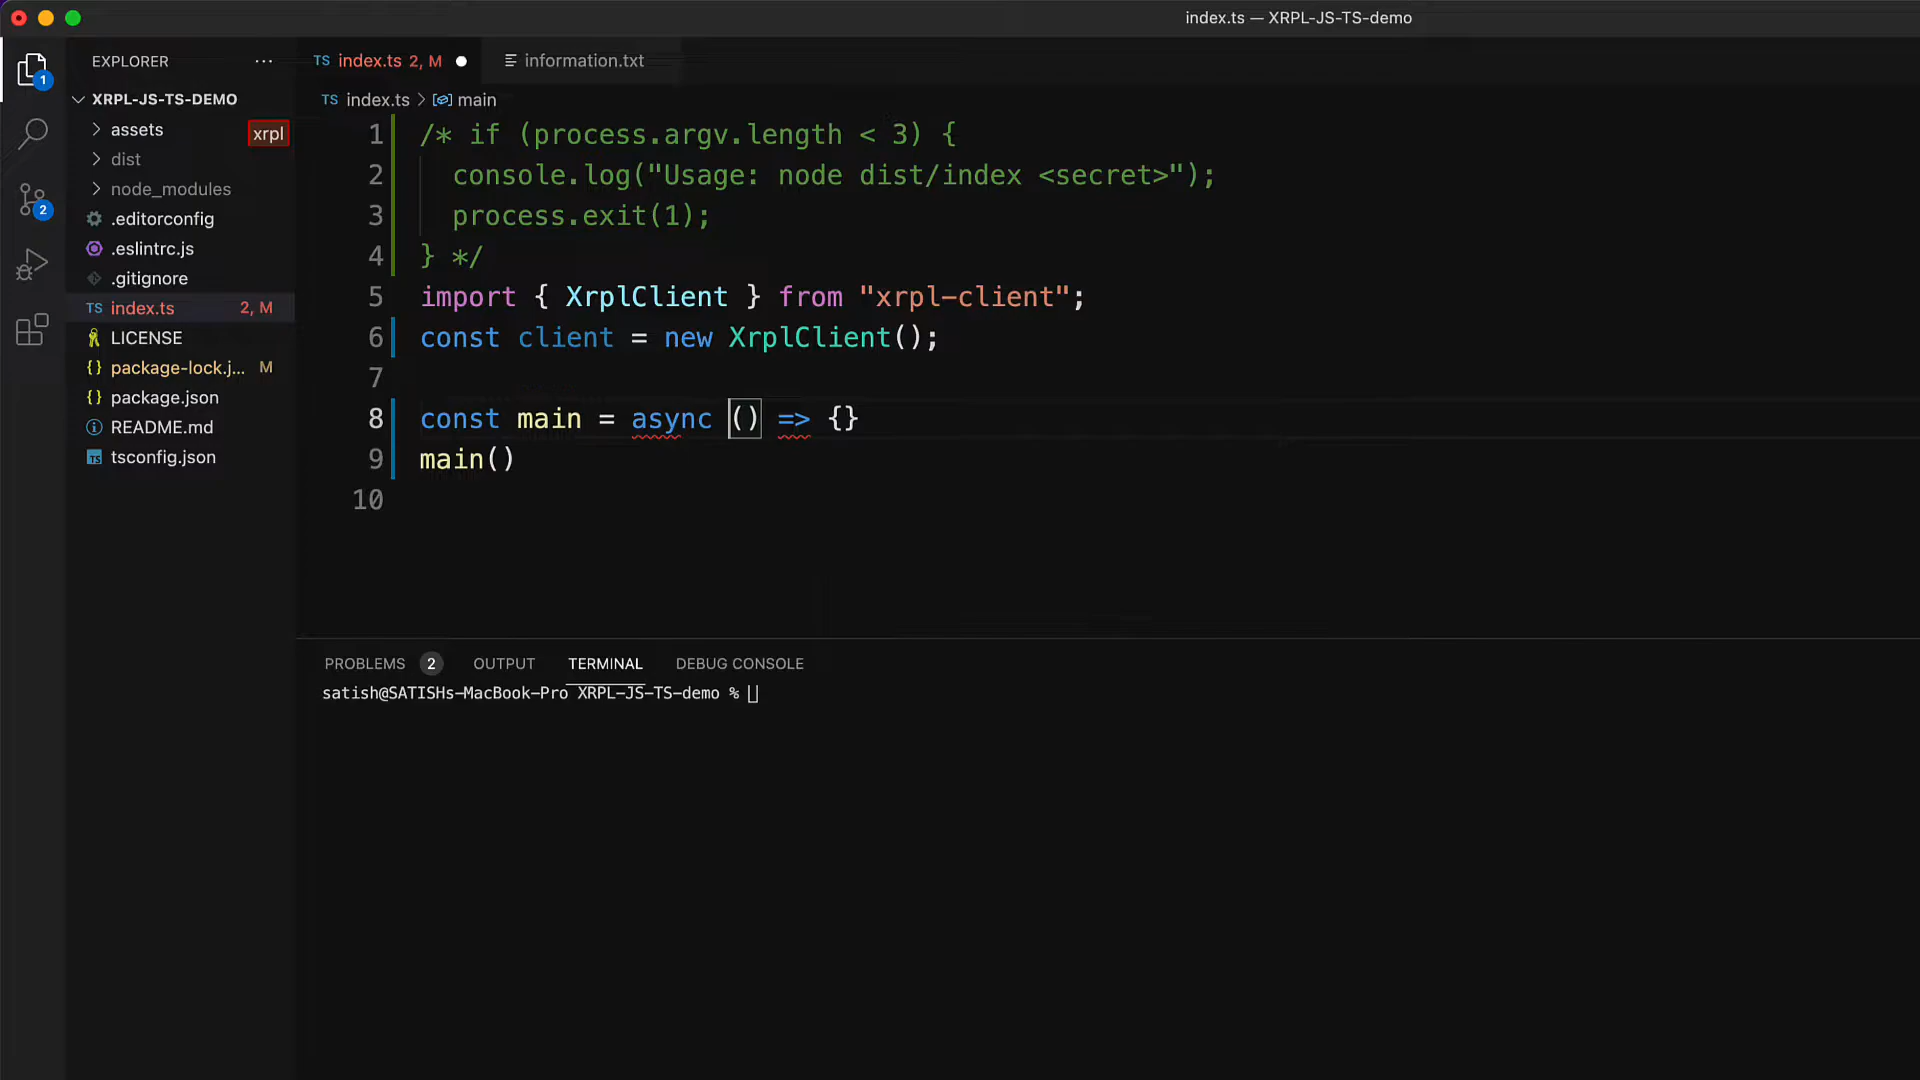 index.ts — XRPL-JS-TS-demo
EXPLORER ···
TS index.ts 2, M
information.txt
1
XRPL-JS-TS-DEMO
TS index.ts > main
assets
xrpl
dist
node_modules
2
.editorconfig
.eslintrc.js
.gitignore
TS index.ts 2, M
LICENSE
{} package-lock.j... M
{} package.json
README.md
TS tsconfig.json
1 /* if (process.argv.length < 3) {
2 console.log("Usage: node dist/index <secret>");
3 process.exit(1);
4 } */
5 import { XrplClient } from "xrpl-client";
6 const client = new XrplClient();
7
8 const main = async () => {}
9 main()
10
PROBLEMS 2 OUTPUT TERMINAL DEBUG CONSOLE
satish@SATISHs-MacBook-Pro XRPL-JS-TS-demo %